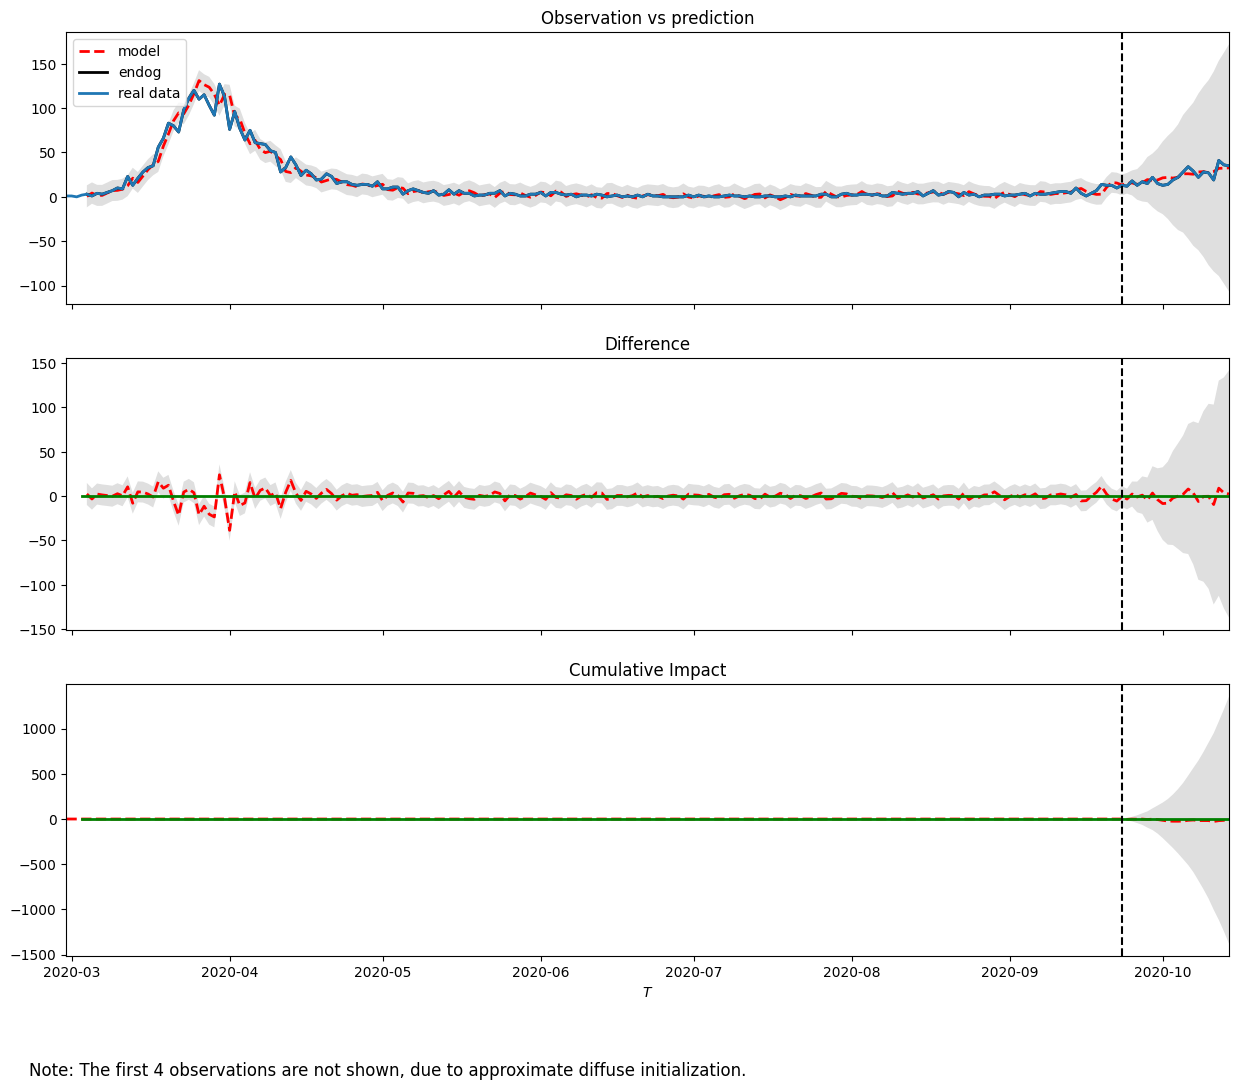 Observation vs prediction
model
endog
real data
150
100
50
0
−50
−100
Difference
150
100
50
0
−50
−100
−150
Cumulative Impact
1000
500
0
−500
−1000
−1500
2020-03 2020-04 2020-05 2020-06 2020-07 2020-08 2020-09 2020-10
T
Note: The first 4 observations are not shown, due to approximate diffuse initialization.